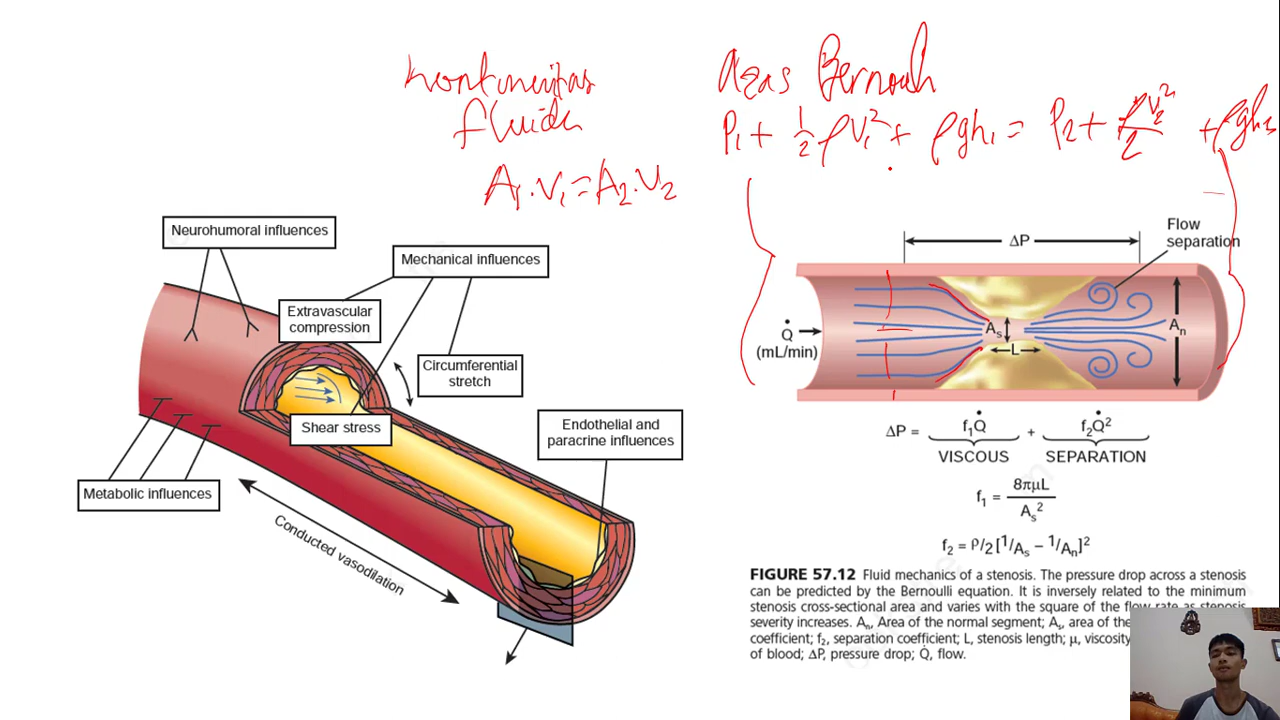 kontinuitas
fluida
A₁.V₁=A₂.V₂
Azas Bernouli
P₁+ 1/2 ρV₁²+ ρgh₁= P₂+ ρV₂²/2 +ρgh₂
Neurohumoral influences
Mechanical influences
Extravascular
compression
Circumferential
stretch
Shear stress
Endothelial and
paracrine influences
Metabolic influences
Conducted vasodilation
Flow
separation
ΔP
Q̇
(mL/min)
Aₛ
L
Aₙ
ΔP = f₁Q̇ + f₂Q̇²
VISCOUS SEPARATION
f₁ = 8πμL/Aₛ²
f₂ = ρ/2 [1/Aₛ − 1/Aₙ]²
FIGURE 57.12 Fluid mechanics of a stenosis. The pressure drop across a stenosis
can be predicted by the Bernoulli equation. It is inversely related to the minimum
stenosis cross-sectional area and varies with the square of the flow rate as stenosis
severity increases. Aₙ, Area of the normal segment; Aₛ, area of the
coefficient; f₂, separation coefficient; L, stenosis length; μ, viscosity
of blood; ΔP, pressure drop; Q̇, flow.